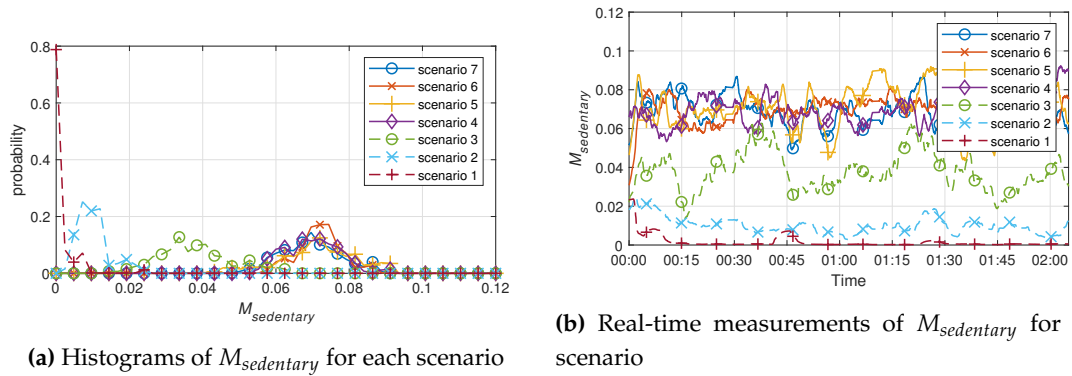 0.8
0.6
0.4
0.2
0
probability
0 0.02 0.04 0.06 0.08 0.1 0.12
M_sedentary
scenario 7
scenario 6
scenario 5
scenario 4
scenario 3
scenario 2
scenario 1
(a) Histograms of M_sedentary for each scenario
0.12
0.1
0.08
0.06
0.04
0.02
0
M_sedentary
00:00 00:15 00:30 00:45 01:00 01:15 01:30 01:45 02:00
Time
scenario 7
scenario 6
scenario 5
scenario 4
scenario 3
scenario 2
scenario 1
(b) Real-time measurements of M_sedentary for
scenario